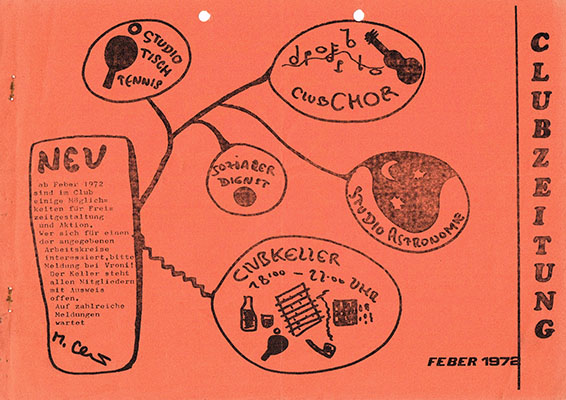 STUDIO
TISCH
TENNIS
CLUBCHOR
CLUBZEITUNG
NEU
ab Feber 1972
sind im Club
einige Möglich=
keiten für Frei=
zeitgestaltung
und Aktion.
Wer sich für einen
der angegebenen
Arbeitskreise
interessiert,bitte
Meldung bei Vroni!
Der Keller steht
allen Mitgliedern
mit Ausweis
offen.
Auf zahlreiche
Meldungen
wartet
SOZIALER
DIENST
STUDIO ASTRONOMIE
CLUBKELLER
18:00 – 22:00 UHR
FEBER 1972